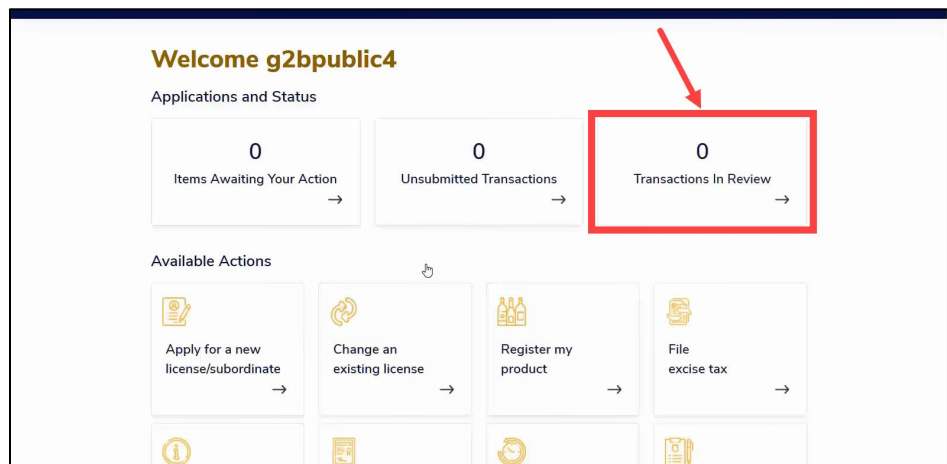 Welcome g2bpublic4
Applications and Status
0
Items Awaiting Your Action
0
Unsubmitted Transactions
0
Transactions In Review
Available Actions
Apply for a new
license/subordinate
Change an
existing license
Register my
product
File
excise tax